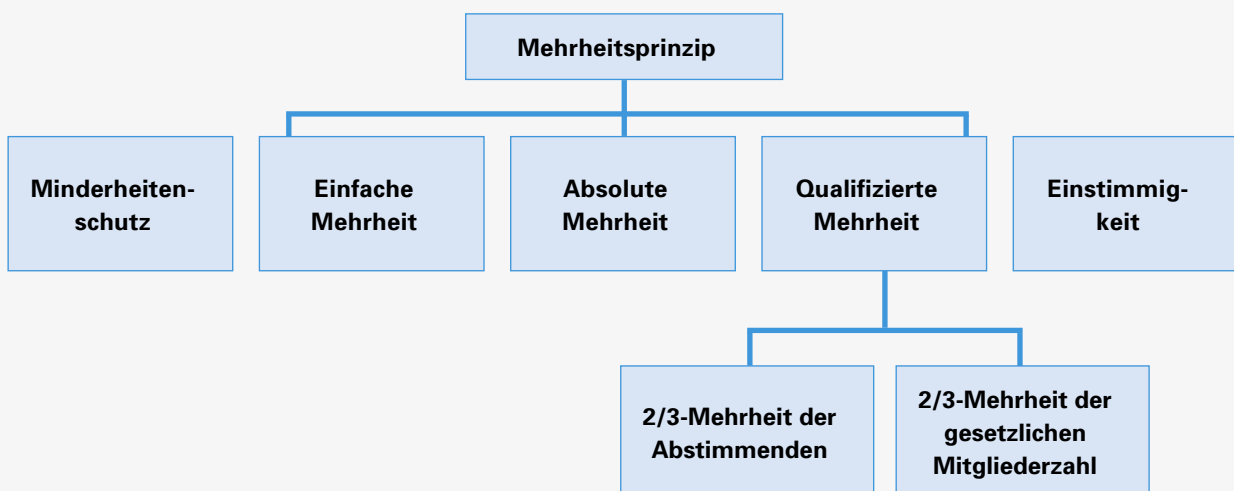 Mehrheitsprinzip
Minderheiten-
schutz
Einfache
Mehrheit
Absolute
Mehrheit
Qualifizierte
Mehrheit
Einstimmig-
keit
2/3-Mehrheit der
Abstimmenden
2/3-Mehrheit der
gesetzlichen
Mitgliederzahl